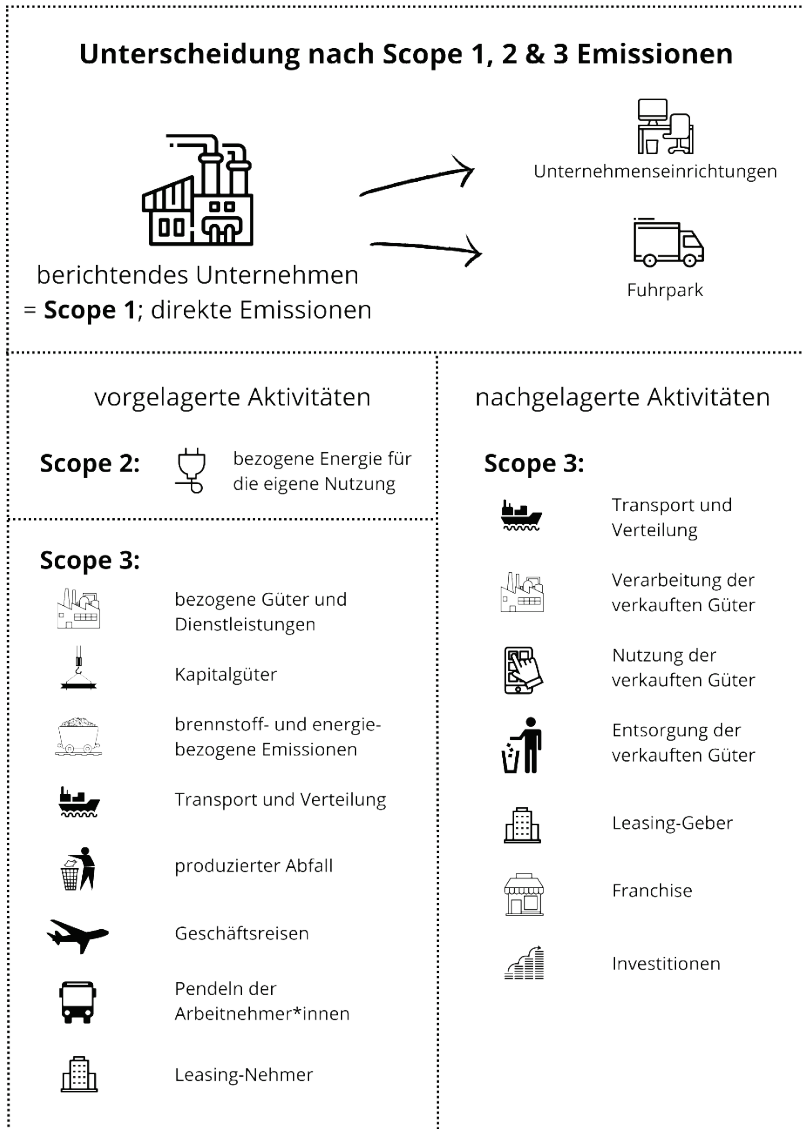 Unterscheidung nach Scope 1, 2 & 3 Emissionen
Unternehmenseinrichtungen
Fuhrpark
berichtendes Unternehmen
= Scope 1; direkte Emissionen
vorgelagerte Aktivitäten
Scope 2:
bezogene Energie für
die eigene Nutzung
Scope 3:
bezogene Güter und
Dienstleistungen
Kapitalgüter
brennstoff- und energie-
bezogene Emissionen
Transport und Verteilung
produzierter Abfall
Geschäftsreisen
Pendeln der
Arbeitnehmer*innen
Leasing-Nehmer
nachgelagerte Aktivitäten
Scope 3:
Transport und
Verteilung
Verarbeitung der
verkauften Güter
Nutzung der
verkauften Güter
Entsorgung der
verkauften Güter
Leasing-Geber
Franchise
Investitionen